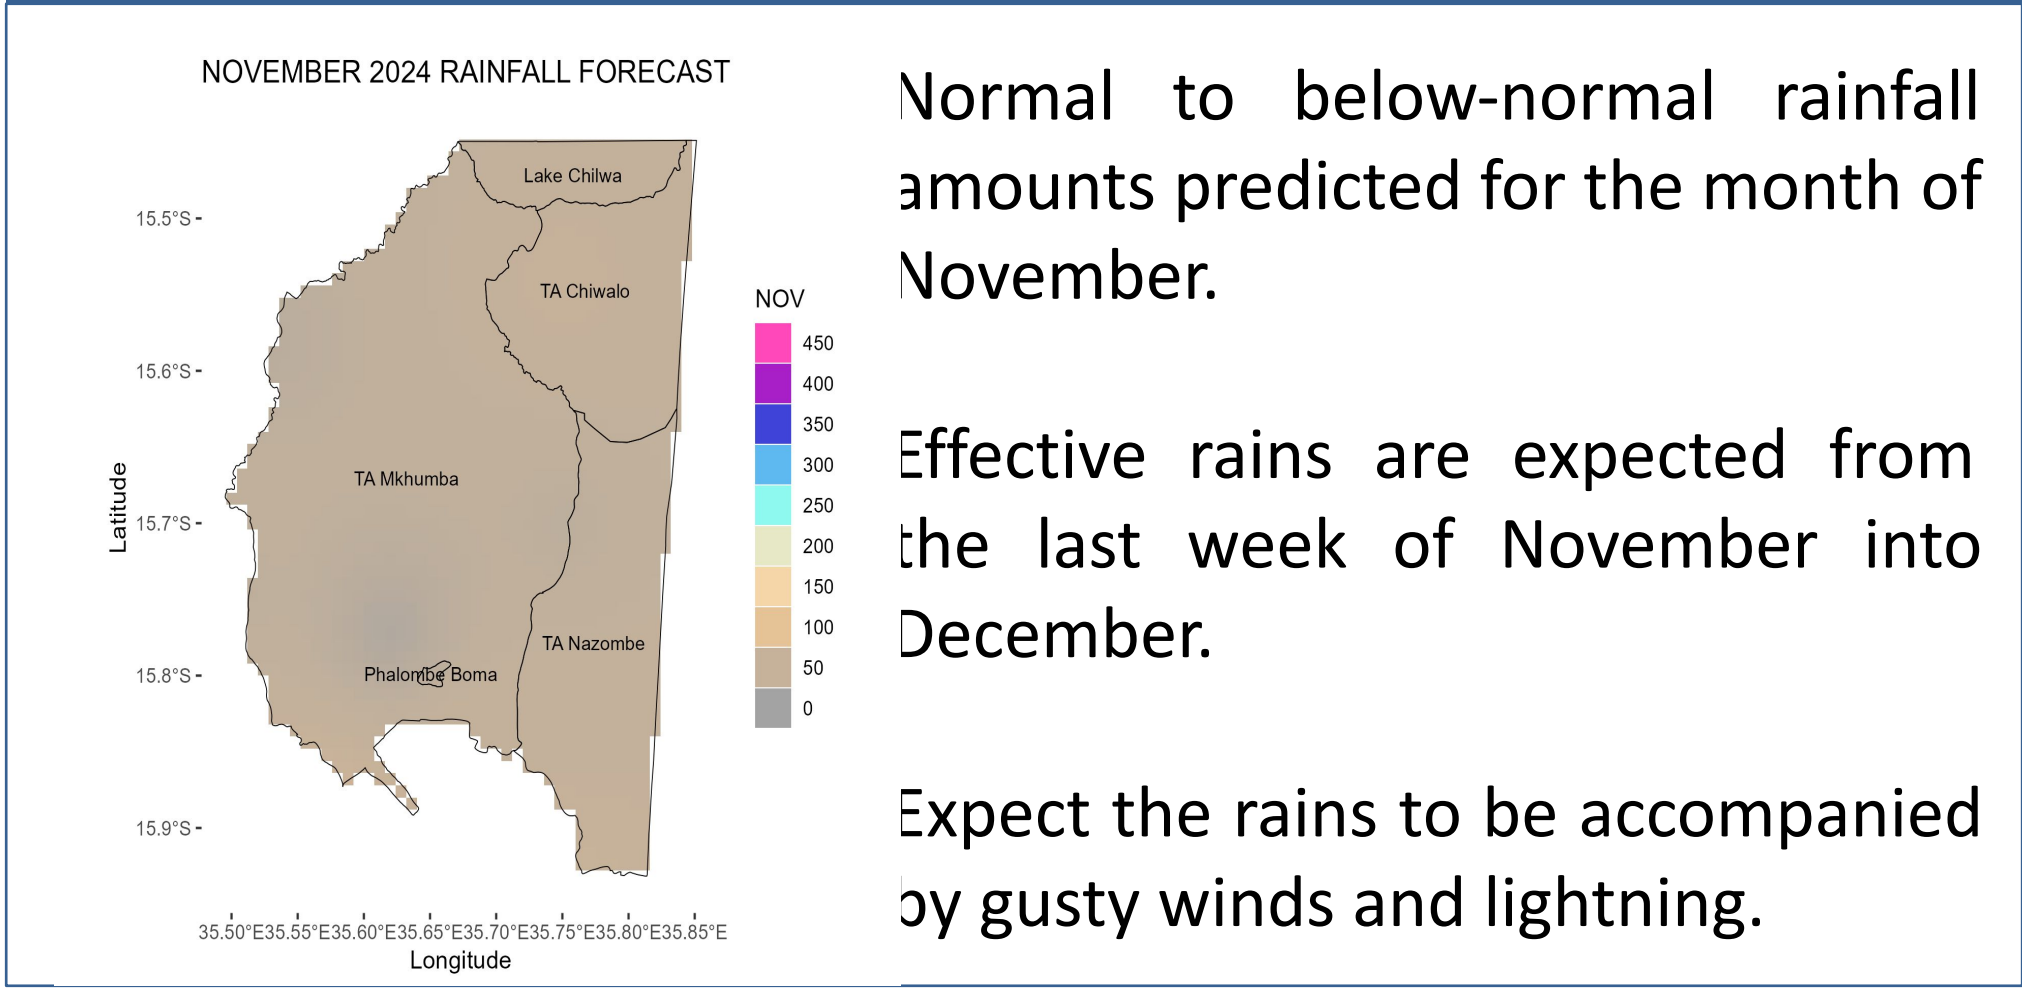 NOVEMBER 2024 RAINFALL FORECAST
Lake Chilwa
15.5°S
TA Chiwalo
15.6°S
TA Mkhumba
15.7°S
TA Nazombe
Phalombe Boma
15.8°S
15.9°S
Latitude
35.50°E35.55°E35.60°E35.65°E35.70°E35.75°E35.80°E35.85°E
Longitude
NOV
450
400
350
300
250
200
150
100
50
0
Normal to below-normal rainfall
amounts predicted for the month of
November.
Effective rains are expected from
the last week of November into
December.
Expect the rains to be accompanied
by gusty winds and lightning.